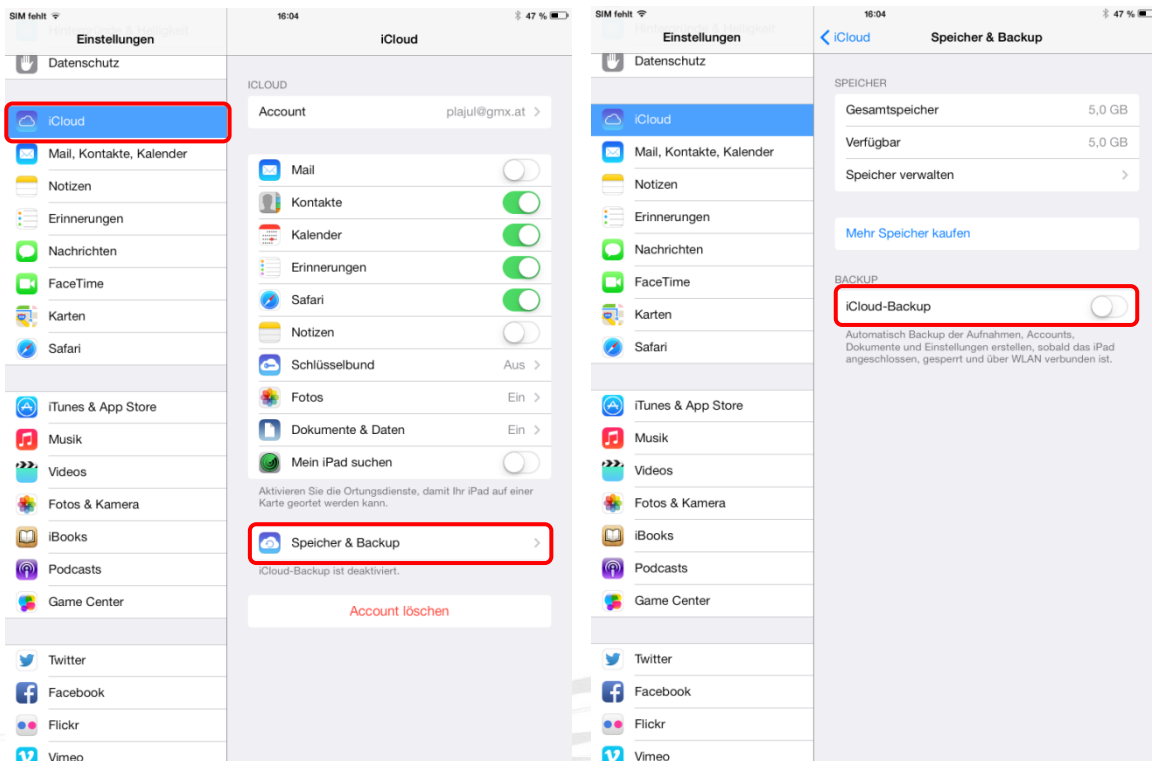 SIM fehlt
16:04
47 %
Einstellungen
iCloud
Datenschutz
iCloud
Mail, Kontakte, Kalender
Notizen
Erinnerungen
Nachrichten
FaceTime
Karten
Safari
iTunes & App Store
Musik
Videos
Fotos & Kamera
iBooks
Podcasts
Game Center
Twitter
Facebook
Flickr
Vimeo
ICLOUD
Account plajul@gmx.at
Mail
Kontakte
Kalender
Erinnerungen
Safari
Notizen
Schlüsselbund Aus
Fotos Ein
Dokumente & Daten Ein
Mein iPad suchen
Aktivieren Sie die Ortungsdienste, damit Ihr iPad auf einer
Karte geortet werden kann.
Speicher & Backup
iCloud-Backup ist deaktiviert.
Account löschen
SIM fehlt
16:04
47 %
Einstellungen
iCloud
Speicher & Backup
Datenschutz
iCloud
Mail, Kontakte, Kalender
Notizen
Erinnerungen
Nachrichten
FaceTime
Karten
Safari
iTunes & App Store
Musik
Videos
Fotos & Kamera
iBooks
Podcasts
Game Center
Twitter
Facebook
Flickr
Vimeo
SPEICHER
Gesamtspeicher 5,0 GB
Verfügbar 5,0 GB
Speicher verwalten
Mehr Speicher kaufen
BACKUP
iCloud-Backup
Automatisch Backup der Aufnahmen, Accounts,
Dokumente und Einstellungen erstellen, sobald das iPad
angeschlossen, gesperrt und über WLAN verbunden ist.